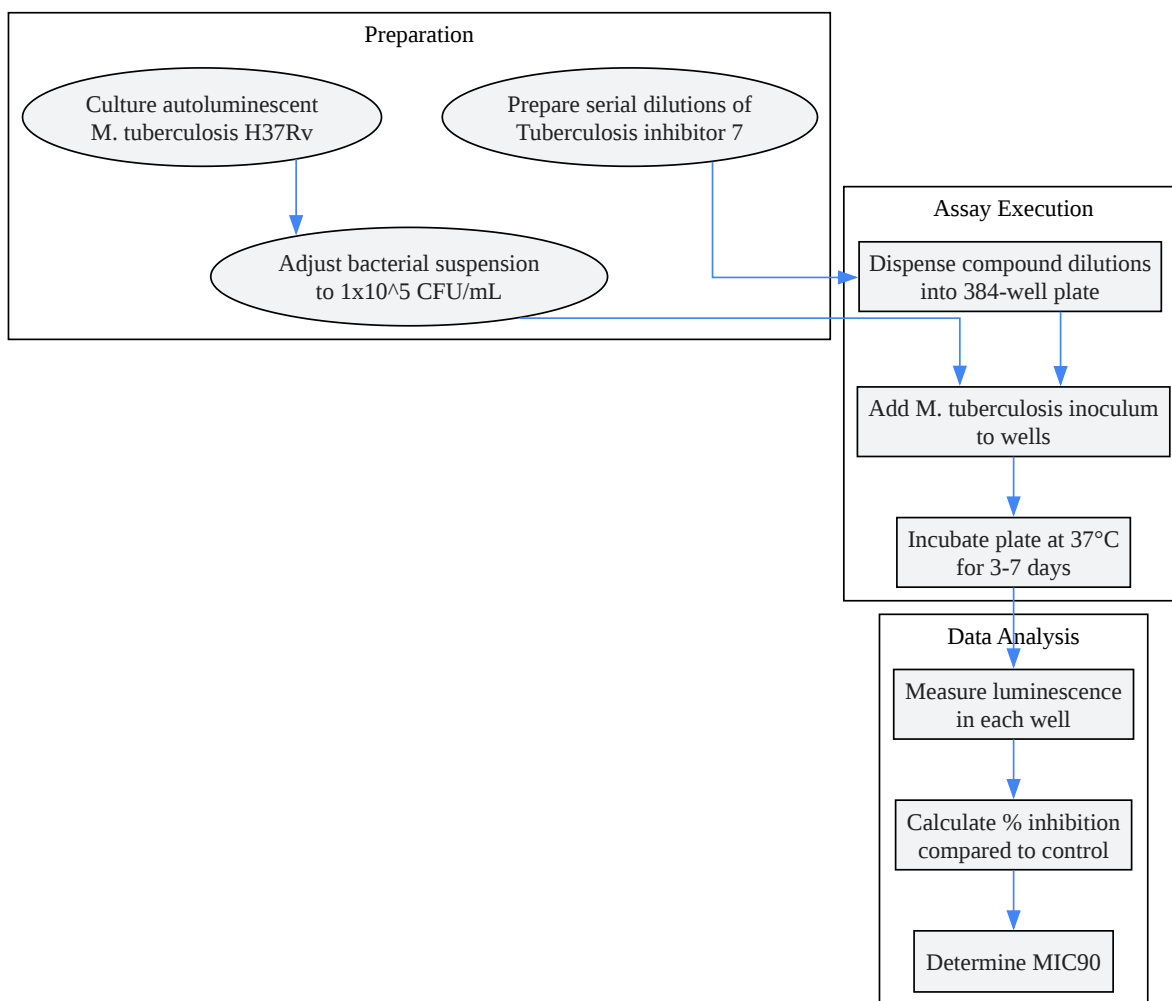 Preparation
Culture autoluminescent
M. tuberculosis H37Rv
Prepare serial dilutions of
Tuberculosis inhibitor 7
Adjust bacterial suspension
to 1x10^5 CFU/mL
Assay Execution
Dispense compound dilutions
into 384-well plate
Add M. tuberculosis inoculum
to wells
Incubate plate at 37°C
for 3-7 days
Data Analysis
Measure luminescence
in each well
Calculate % inhibition
compared to control
Determine MIC90